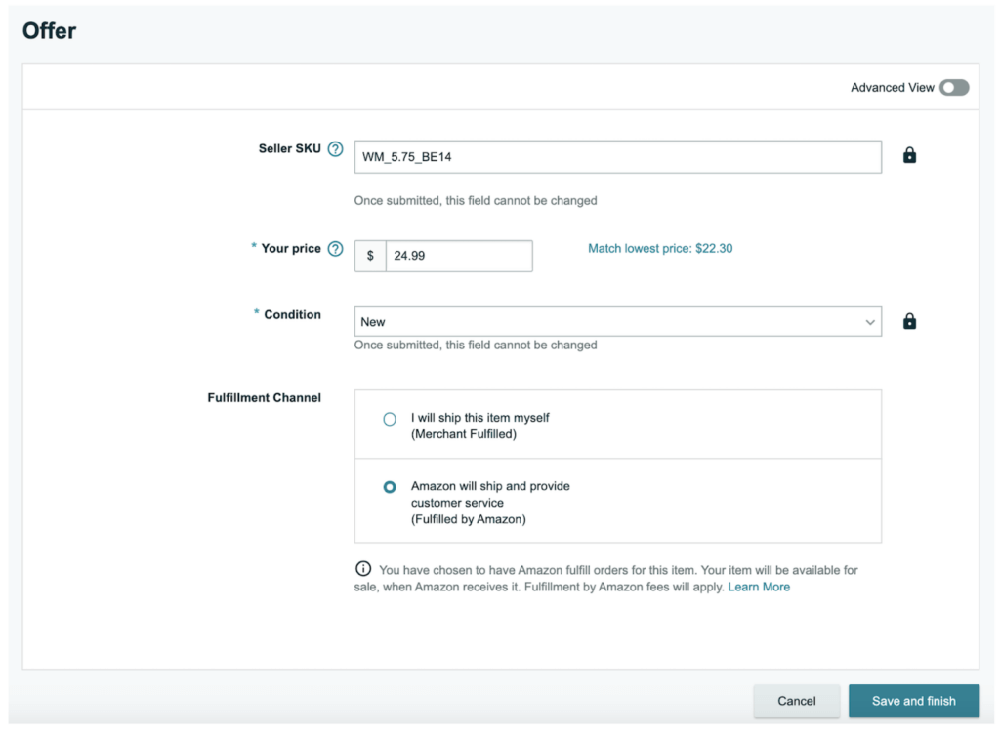 Offer
Advanced View
Seller SKU ?
WM_5.75_BE14
Once submitted, this field cannot be changed
* Your price ?
$ 24.99
Match lowest price: $22.30
* Condition
New
Once submitted, this field cannot be changed
Fulfillment Channel
I will ship this item myself
(Merchant Fulfilled)
Amazon will ship and provide
customer service
(Fulfilled by Amazon)
You have chosen to have Amazon fulfill orders for this item. Your item will be available for
sale, when Amazon receives it. Fulfillment by Amazon fees will apply. Learn More
Cancel
Save and finish